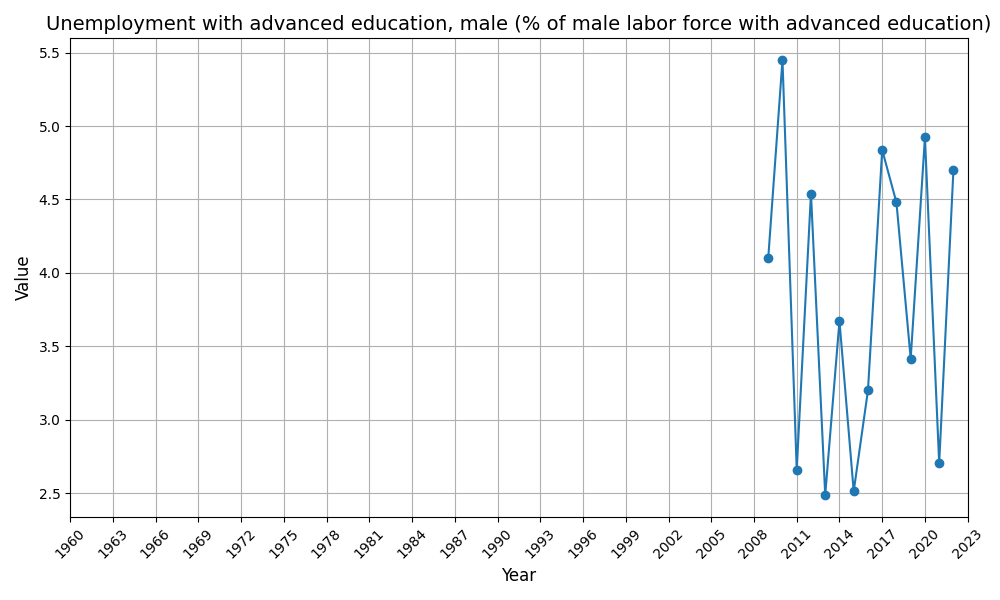 Unemployment with advanced education, male (% of male labor force with advanced education)
5.5
5.0
4.5
4.0
3.5
3.0
2.5
Value
1960 1963 1966 1969 1972 1975 1978 1981 1984 1987 1990 1993 1996 1999 2002 2005 2008 2011 2014 2017 2020 2023
Year